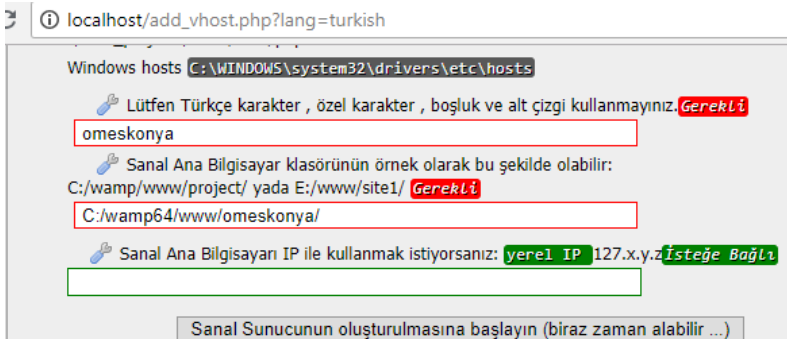 localhost/add_vhost.php?lang=turkish
Windows hosts C:\WINDOWS\system32\drivers\etc\hosts
Lütfen Türkçe karakter , özel karakter , boşluk ve alt çizgi kullanmayınız.Gerekli
omeskonya
Sanal Ana Bilgisayar klasörünün örnek olarak bu şekilde olabilir:
C:/wamp/www/project/ yada E:/www/site1/ Gerekli
C:/wamp64/www/omeskonya/
Sanal Ana Bilgisayarı IP ile kullanmak istiyorsanız: yerel IP 127.x.y.zİsteğe Bağlı
Sanal Sunucunun oluşturulmasına başlayın (biraz zaman alabilir ...)